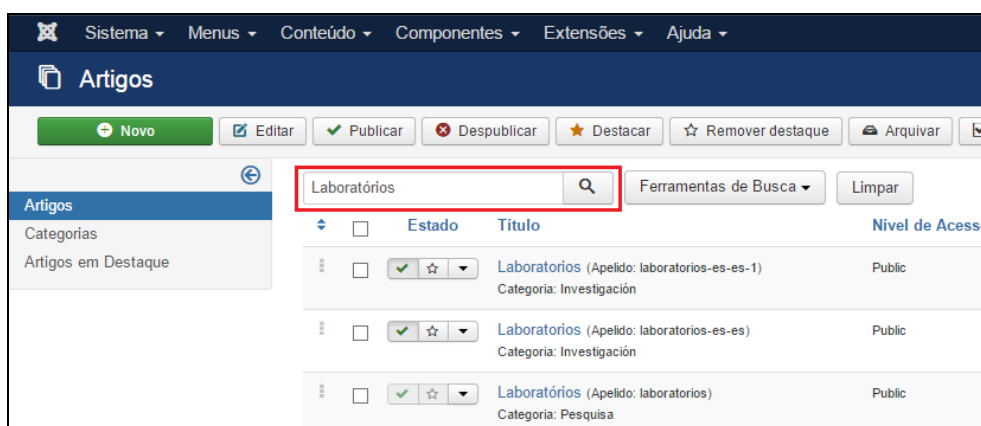 Sistema Menus Conteúdo Componentes Extensões Ajuda
Artigos
Novo Editar Publicar Despublicar Destacar Remover destaque Arquivar
Laboratórios Ferramentas de Busca Limpar
Artigos
Categorias
Artigos em Destaque
Estado Título Nível de Acess
Laboratorios (Apelido: laboratorios-es-es-1) Public
Categoria: Investigación
Laboratorios (Apelido: laboratorios-es-es) Public
Categoria: Investigación
Laboratórios (Apelido: laboratorios) Public
Categoria: Pesquisa